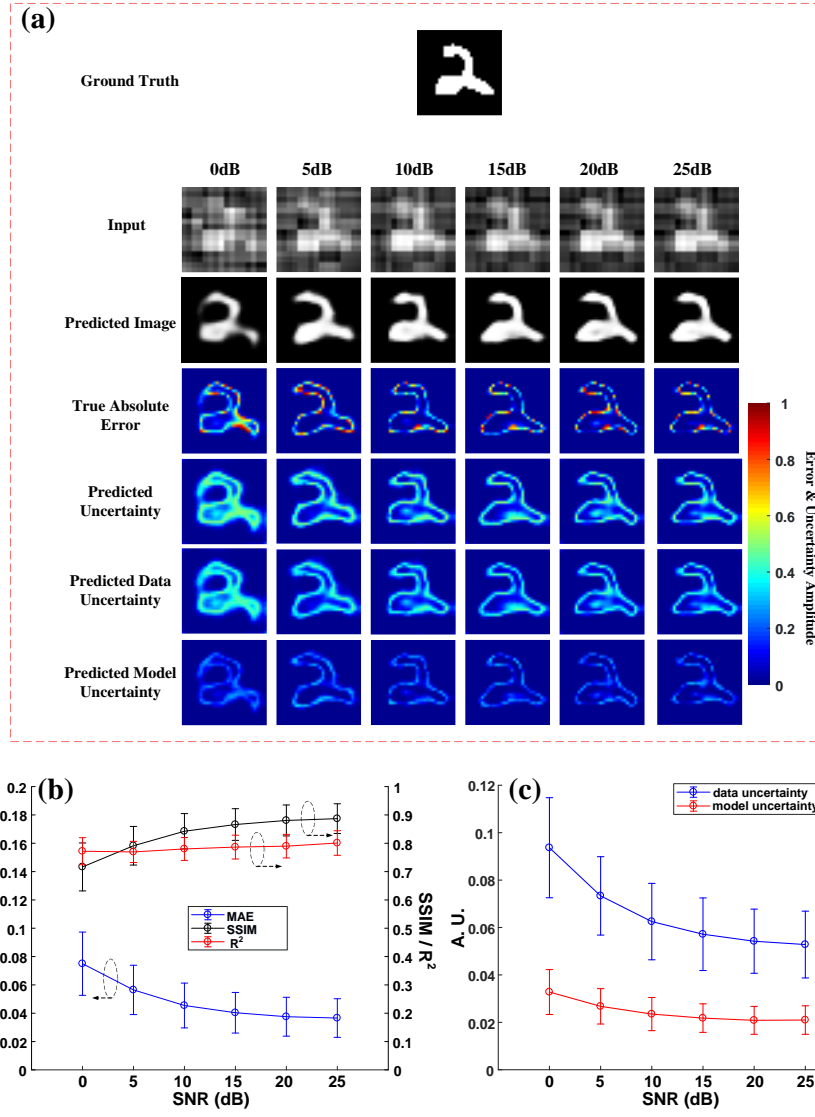 (a)
Ground Truth
0dB 5dB 10dB 15dB 20dB 25dB
Input
Predicted Image
True Absolute
Error
Predicted
Uncertainty
Predicted Data
Uncertainty
Predicted Model
Uncertainty
1
0.8
0.6
0.4
0.2
0
Error & Uncertainty Amplitude
(b)
0.2
0.18
0.16
0.14
0.12
0.1
0.08
0.06
0.04
0.02
0
1
0.9
0.8
0.7
0.6
0.5
0.4
0.3
0.2
0.1
0
MAE
SSIM
R²
SSIM / R²
0 5 10 15 20 25
SNR (dB)
(c)
0.12
0.1
0.08
0.06
0.04
0.02
0
A. U.
data uncertainty
model uncertainty
0 5 10 15 20 25
SNR (dB)